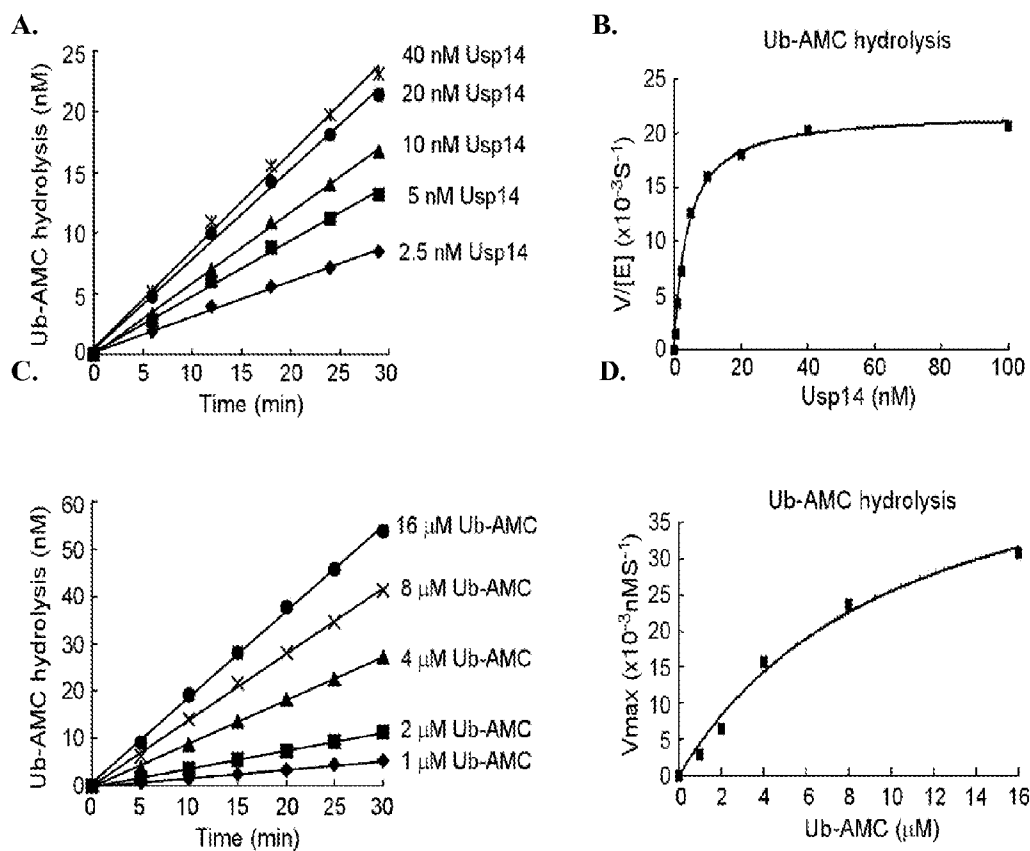 A.
Ub-AMC hydrolysis (nM)
25
20
15
10
5
0
40 nM Usp14
20 nM Usp14
10 nM Usp14
5 nM Usp14
2.5 nM Usp14
0 5 10 15 20 25 30
Time (min)
B.
Ub-AMC hydrolysis
V/[E] (x10⁻³S⁻¹)
25
20
15
10
5
0
0 20 40 60 80 100
Usp14 (nM)
C.
Ub-AMC hydrolysis (nM)
60
50
40
30
20
10
0
16 μM Ub-AMC
8 μM Ub-AMC
4 μM Ub-AMC
2 μM Ub-AMC
1 μM Ub-AMC
0 5 10 15 20 25 30
Time (min)
D.
Ub-AMC hydrolysis
Vmax (x10⁻³nMS⁻¹)
35
30
25
20
15
10
5
0
0 2 4 6 8 10 12 14 16
Ub-AMC (μM)